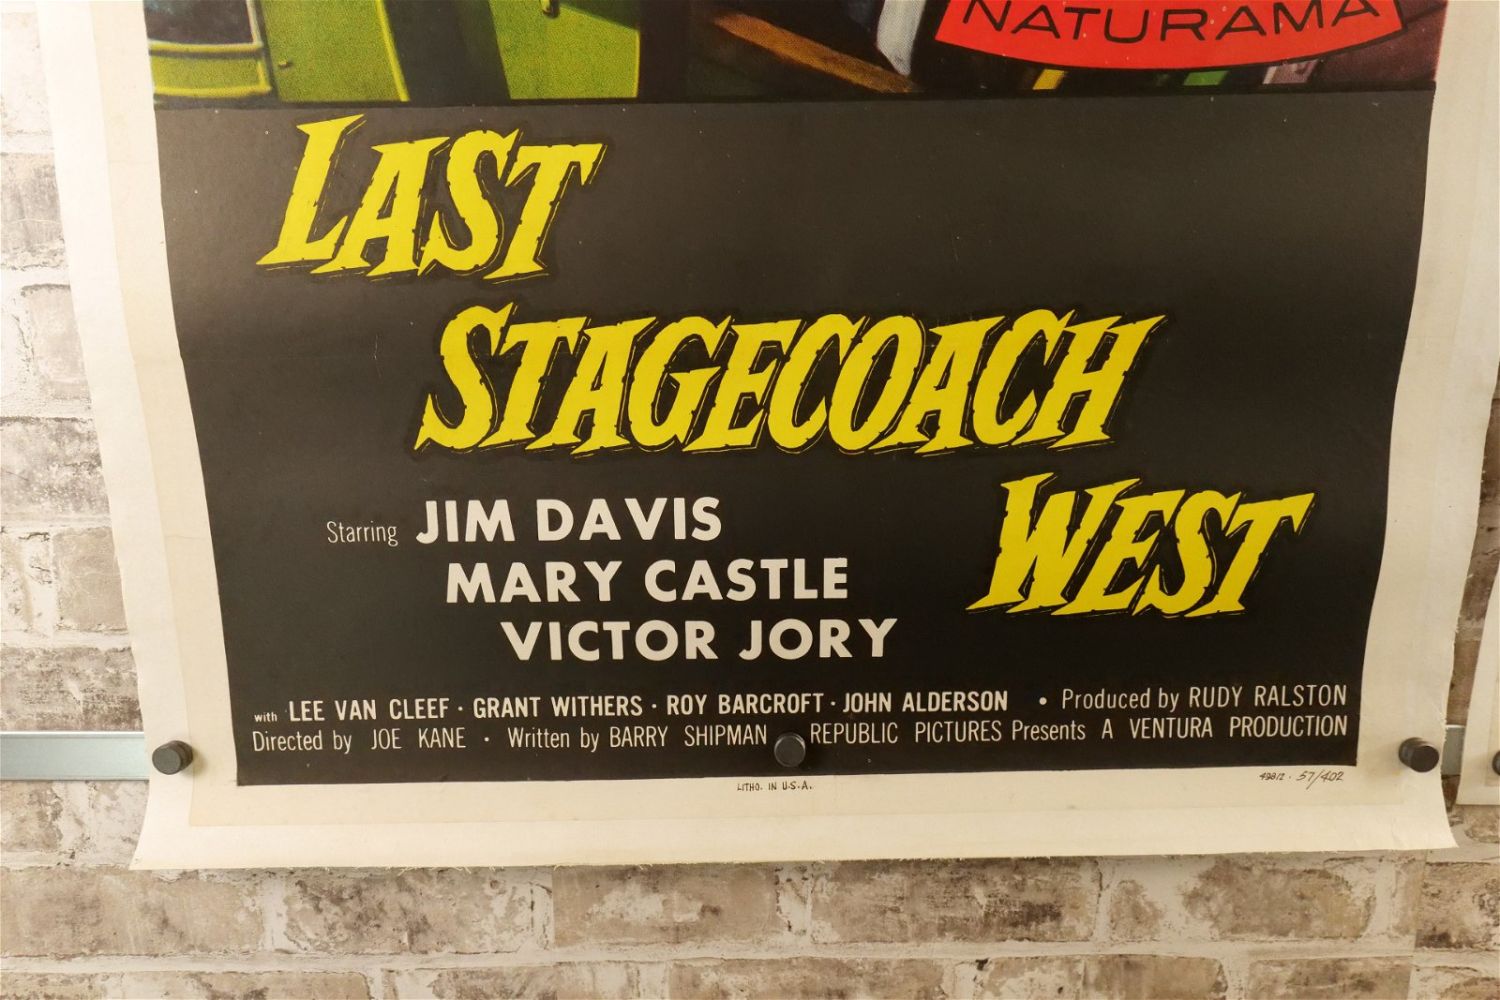 NATURAMA
LAST
STAGECOACH
WEST
Starring JIM DAVIS
MARY CASTLE
VICTOR JORY
with LEE VAN CLEEF · GRANT WITHERS · ROY BARCROFT · JOHN ALDERSON • Produced by RUDY RALSTON
Directed by JOE KANE · Written by BARRY SHIPMAN REPUBLIC PICTURES Presents A VENTURA PRODUCTION
LITHO. IN U.S.A.
49812 · 57/402